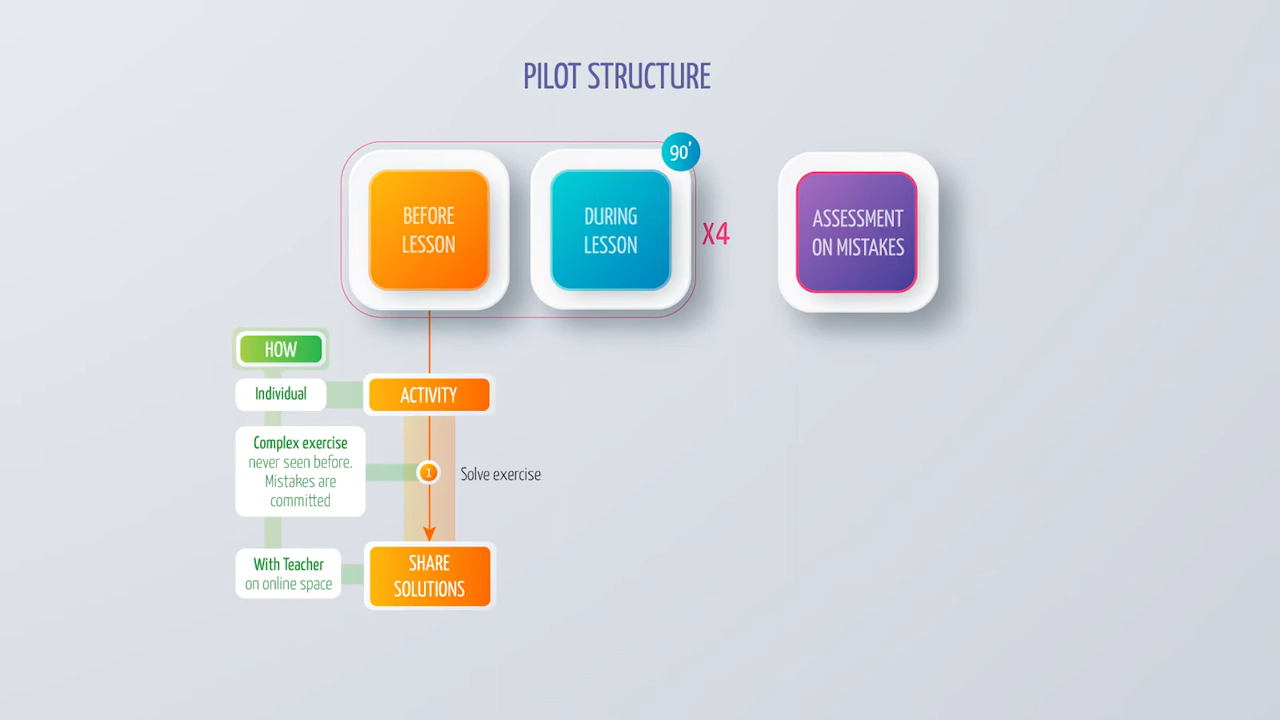 PILOT STRUCTURE
90'
BEFORE
LESSON
DURING
LESSON
X4
ASSESSMENT
ON MISTAKES
HOW
Individual
ACTIVITY
Complex exercise
never seen before.
Mistakes are
committed
1
Solve exercise
With Teacher
on online space
SHARE
SOLUTIONS